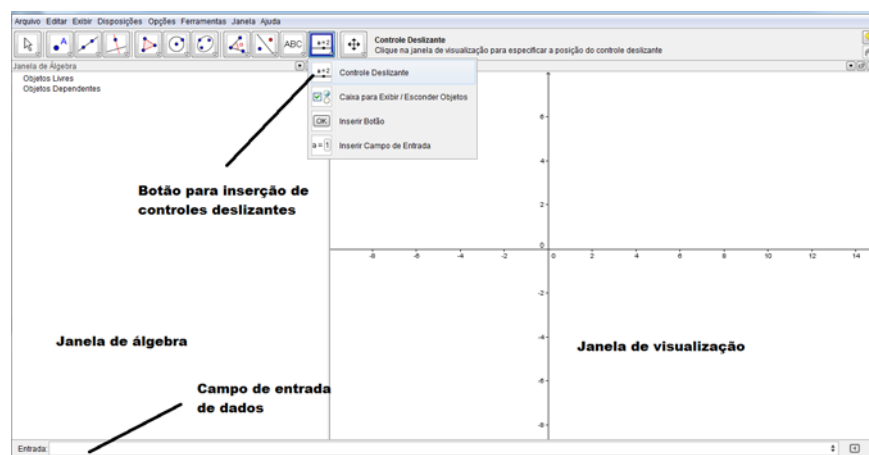 Arquivo Editar Exibir Disposições Opções Ferramentas Janela Ajuda
A
ABC
a=2
Controle Deslizante
Clique na janela de visualização para especificar a posição do controle deslizante
Janela de Álgebra
Objetos Livres
Objetos Dependentes
a=2 Controle Deslizante
Caixa para Exibir / Esconder Objetos
OK Inserir Botão
a = 1 Inserir Campo de Entrada
Botão para inserção de
controles deslizantes
6
4
2
0
-8 -6 -4 -2 0 2 4 6 8 10 12 14
-2
-4
-6
-8
Janela de álgebra
Janela de visualização
Campo de entrada
de dados
Entrada: